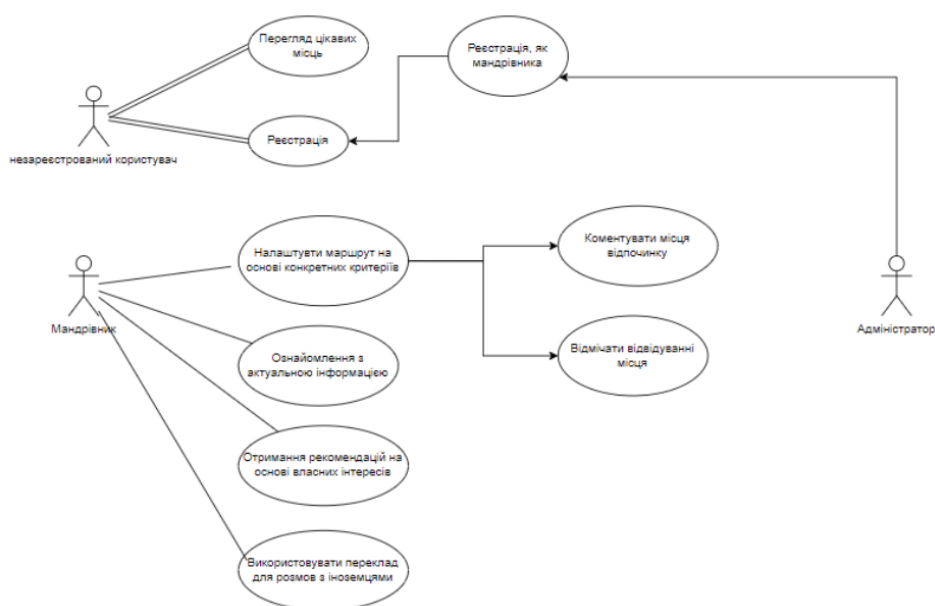 Перегляд цікавих
місць
Реєстрація, як
мандрівника
Реєстрація
незареєстрований користувач
Налаштувти маршрут на
основі конкретних критеріїв
Коментувати місця
відпочинку
Мандрівник
Адміністратор
Відмічати відвідуванні
місця
Ознайомлення з
актуальною інформацією
Отримання рекомендацій на
основі власних інтересів
Використовувати переклад
для розмов з іноземцями